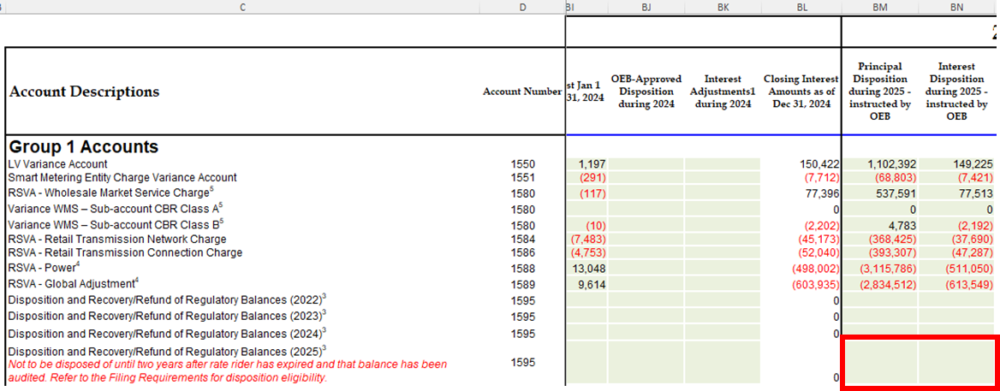 C D BI BJ BK BL BM BN
2
Account Descriptions Account Number st Jan 1 31, 2024 OEB-Approved Disposition during 2024 Interest Adjustments1 during 2024 Closing Interest Amounts as of Dec 31, 2024 Principal Disposition during 2025 - instructed by OEB Interest Disposition during 2025 - instructed by OEB
Group 1 Accounts
LV Variance Account 1550 1,197 150,422 1,102,392 149,225
Smart Metering Entity Charge Variance Account 1551 (291) (7,712) (68,803) (7,421)
RSVA - Wholesale Market Service Charge⁵ 1580 (117) 77,396 537,591 77,513
Variance WMS – Sub-account CBR Class A⁵ 1580 0 0 0
Variance WMS – Sub-account CBR Class B⁵ 1580 (10) (2,202) 4,783 (2,192)
RSVA - Retail Transmission Network Charge 1584 (7,483) (45,173) (368,425) (37,690)
RSVA - Retail Transmission Connection Charge 1586 (4,753) (52,040) (393,307) (47,287)
RSVA - Power⁴ 1588 13,048 (498,002) (3,115,786) (511,050)
RSVA - Global Adjustment⁴ 1589 9,614 (603,935) (2,834,512) (613,549)
Disposition and Recovery/Refund of Regulatory Balances (2022)³ 1595 0
Disposition and Recovery/Refund of Regulatory Balances (2023)³ 1595 0
Disposition and Recovery/Refund of Regulatory Balances (2024)³ 1595 0
Disposition and Recovery/Refund of Regulatory Balances (2025)³
Not to be disposed of until two years after rate rider has expired and that balance has been 1595
audited. Refer to the Filing Requirements for disposition eligibility. 0